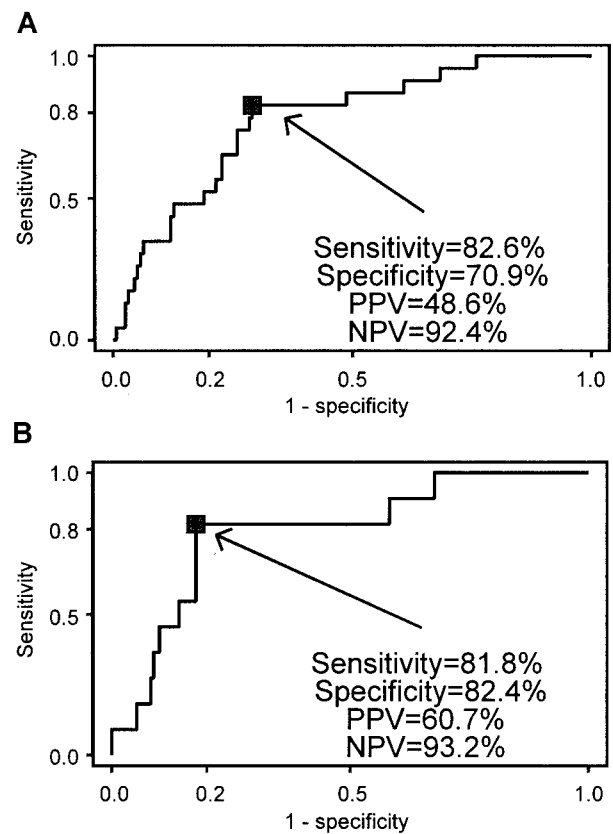 A
1.0
0.8
0.5
0.0
Sensitivity
Sensitivity=82.6%
Specificity=70.9%
PPV=48.6%
NPV=92.4%
0.0 0.2 0.5 1.0
1 - specificity
B
1.0
0.8
0.5
0.0
Sensitivity
Sensitivity=81.8%
Specificity=82.4%
PPV=60.7%
NPV=93.2%
0.0 0.2 0.5 1.0
1 - specificity